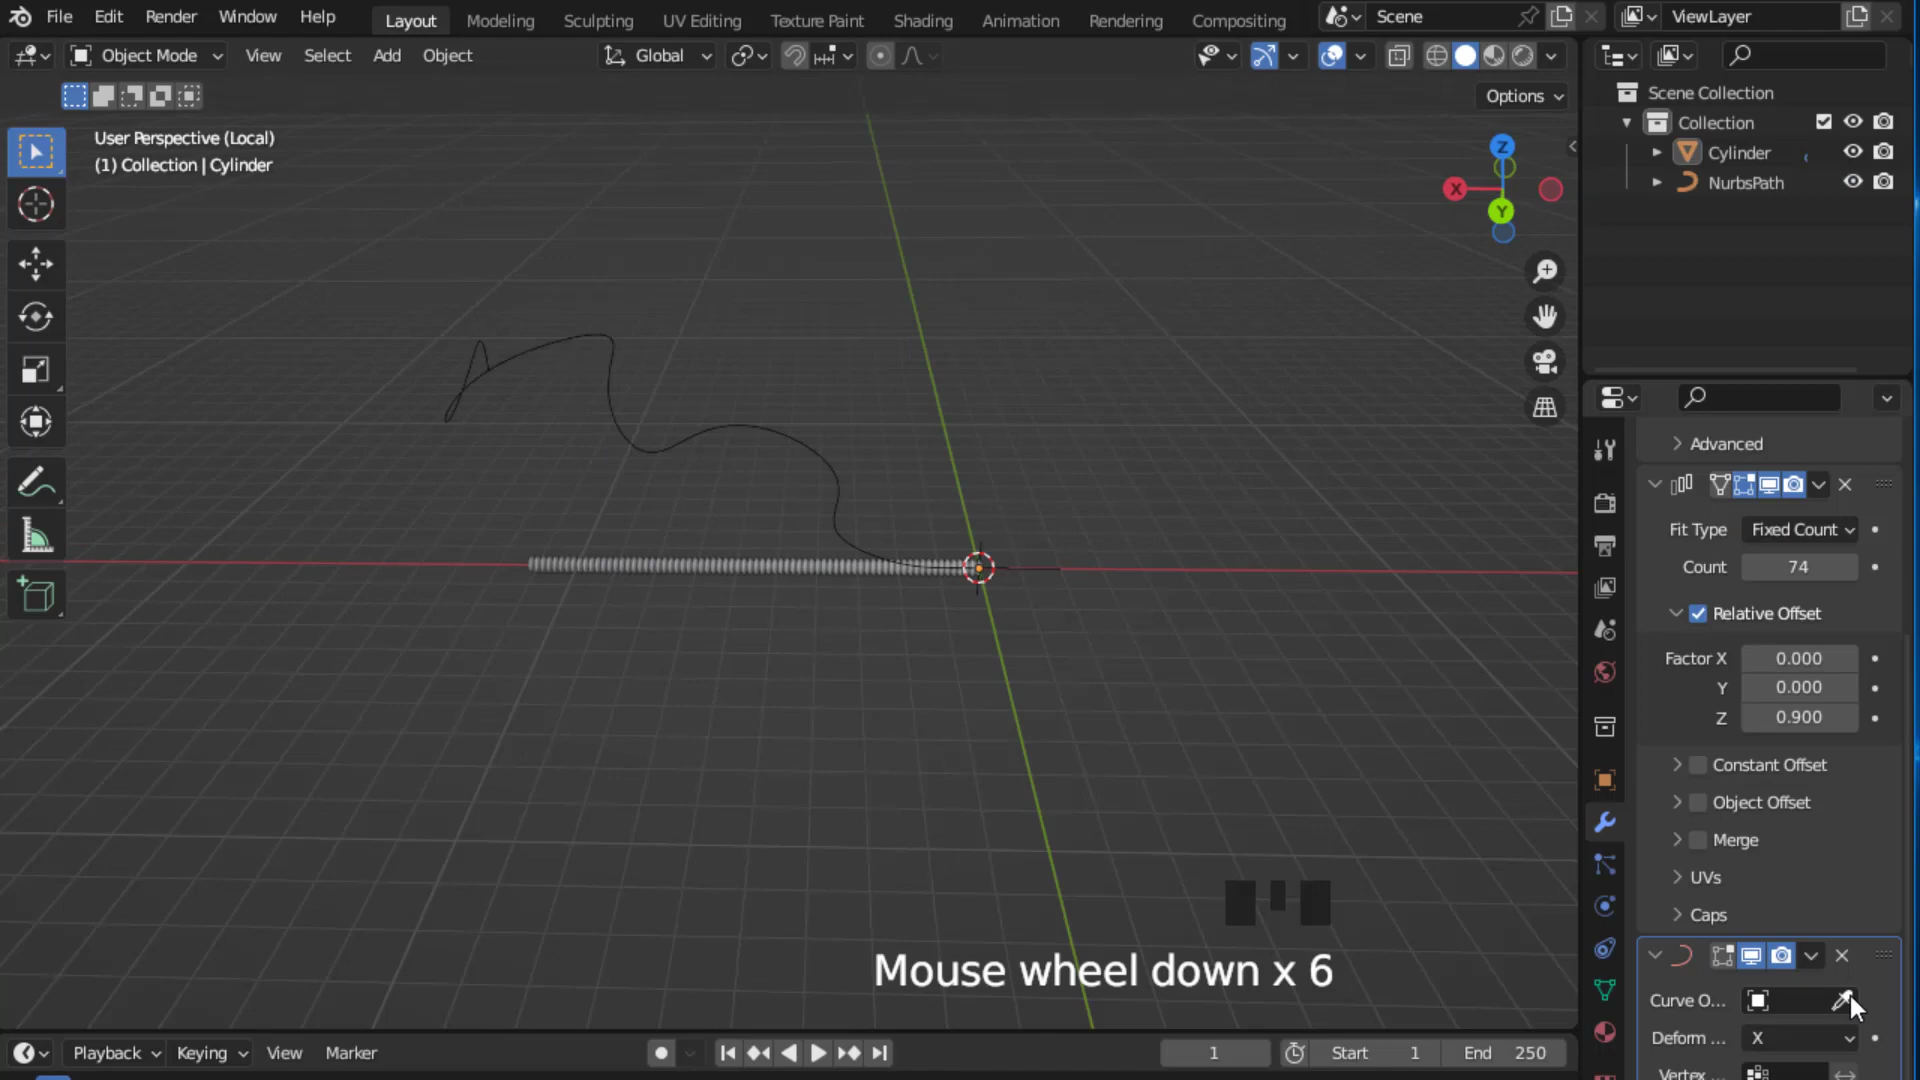 File Edit Render Window Help Layout Modeling Sculpting UV Editing Texture Paint Shading Animation Rendering Compositing Scene ViewLayer
Object Mode View Select Add Object Global
Options
User Perspective (Local)
(1) Collection | Cylinder
Z
X
Y
Scene Collection
Collection
Cylinder
NurbsPath
Advanced
Fit Type Fixed Count
Count 74
Relative Offset
Factor X 0.000
Y 0.000
Z 0.900
Constant Offset
Object Offset
Merge
UVs
Caps
Curve O...
Deform ... X
Vertex ...
Mouse wheel down x 6
Playback Keying View Marker 1 Start 1 End 250